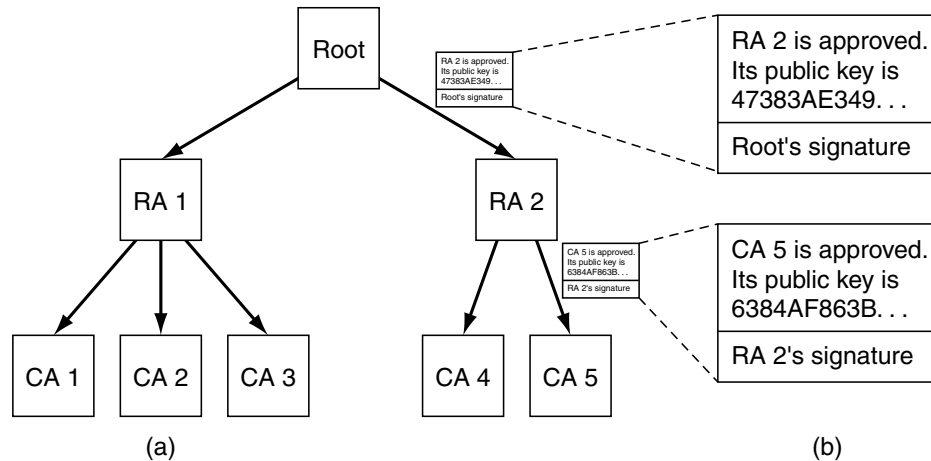 Root
RA 2 is approved.
Its public key is
47383AE349. . .
Root's signature
RA 2 is approved.
Its public key is
47383AE349. . .
Root's signature
RA 1
RA 2
CA 5 is approved.
Its public key is
6384AF863B. . .
RA 2's signature
CA 5 is approved.
Its public key is
6384AF863B. . .
RA 2's signature
CA 1
CA 2
CA 3
CA 4
CA 5
(a)
(b)